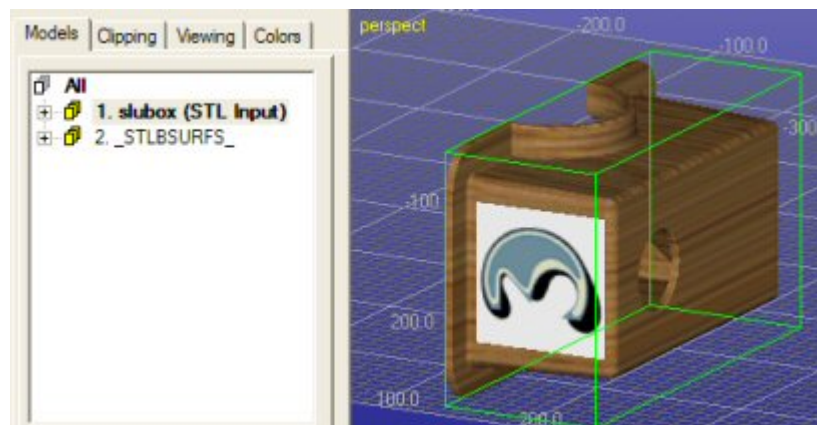 Models Clipping Viewing Colors
All
1. slubox (STL Input)
2. _STLBSURFS_
perspect
-200.0
-100.0
-300
-100
200.0
100.0
200.0